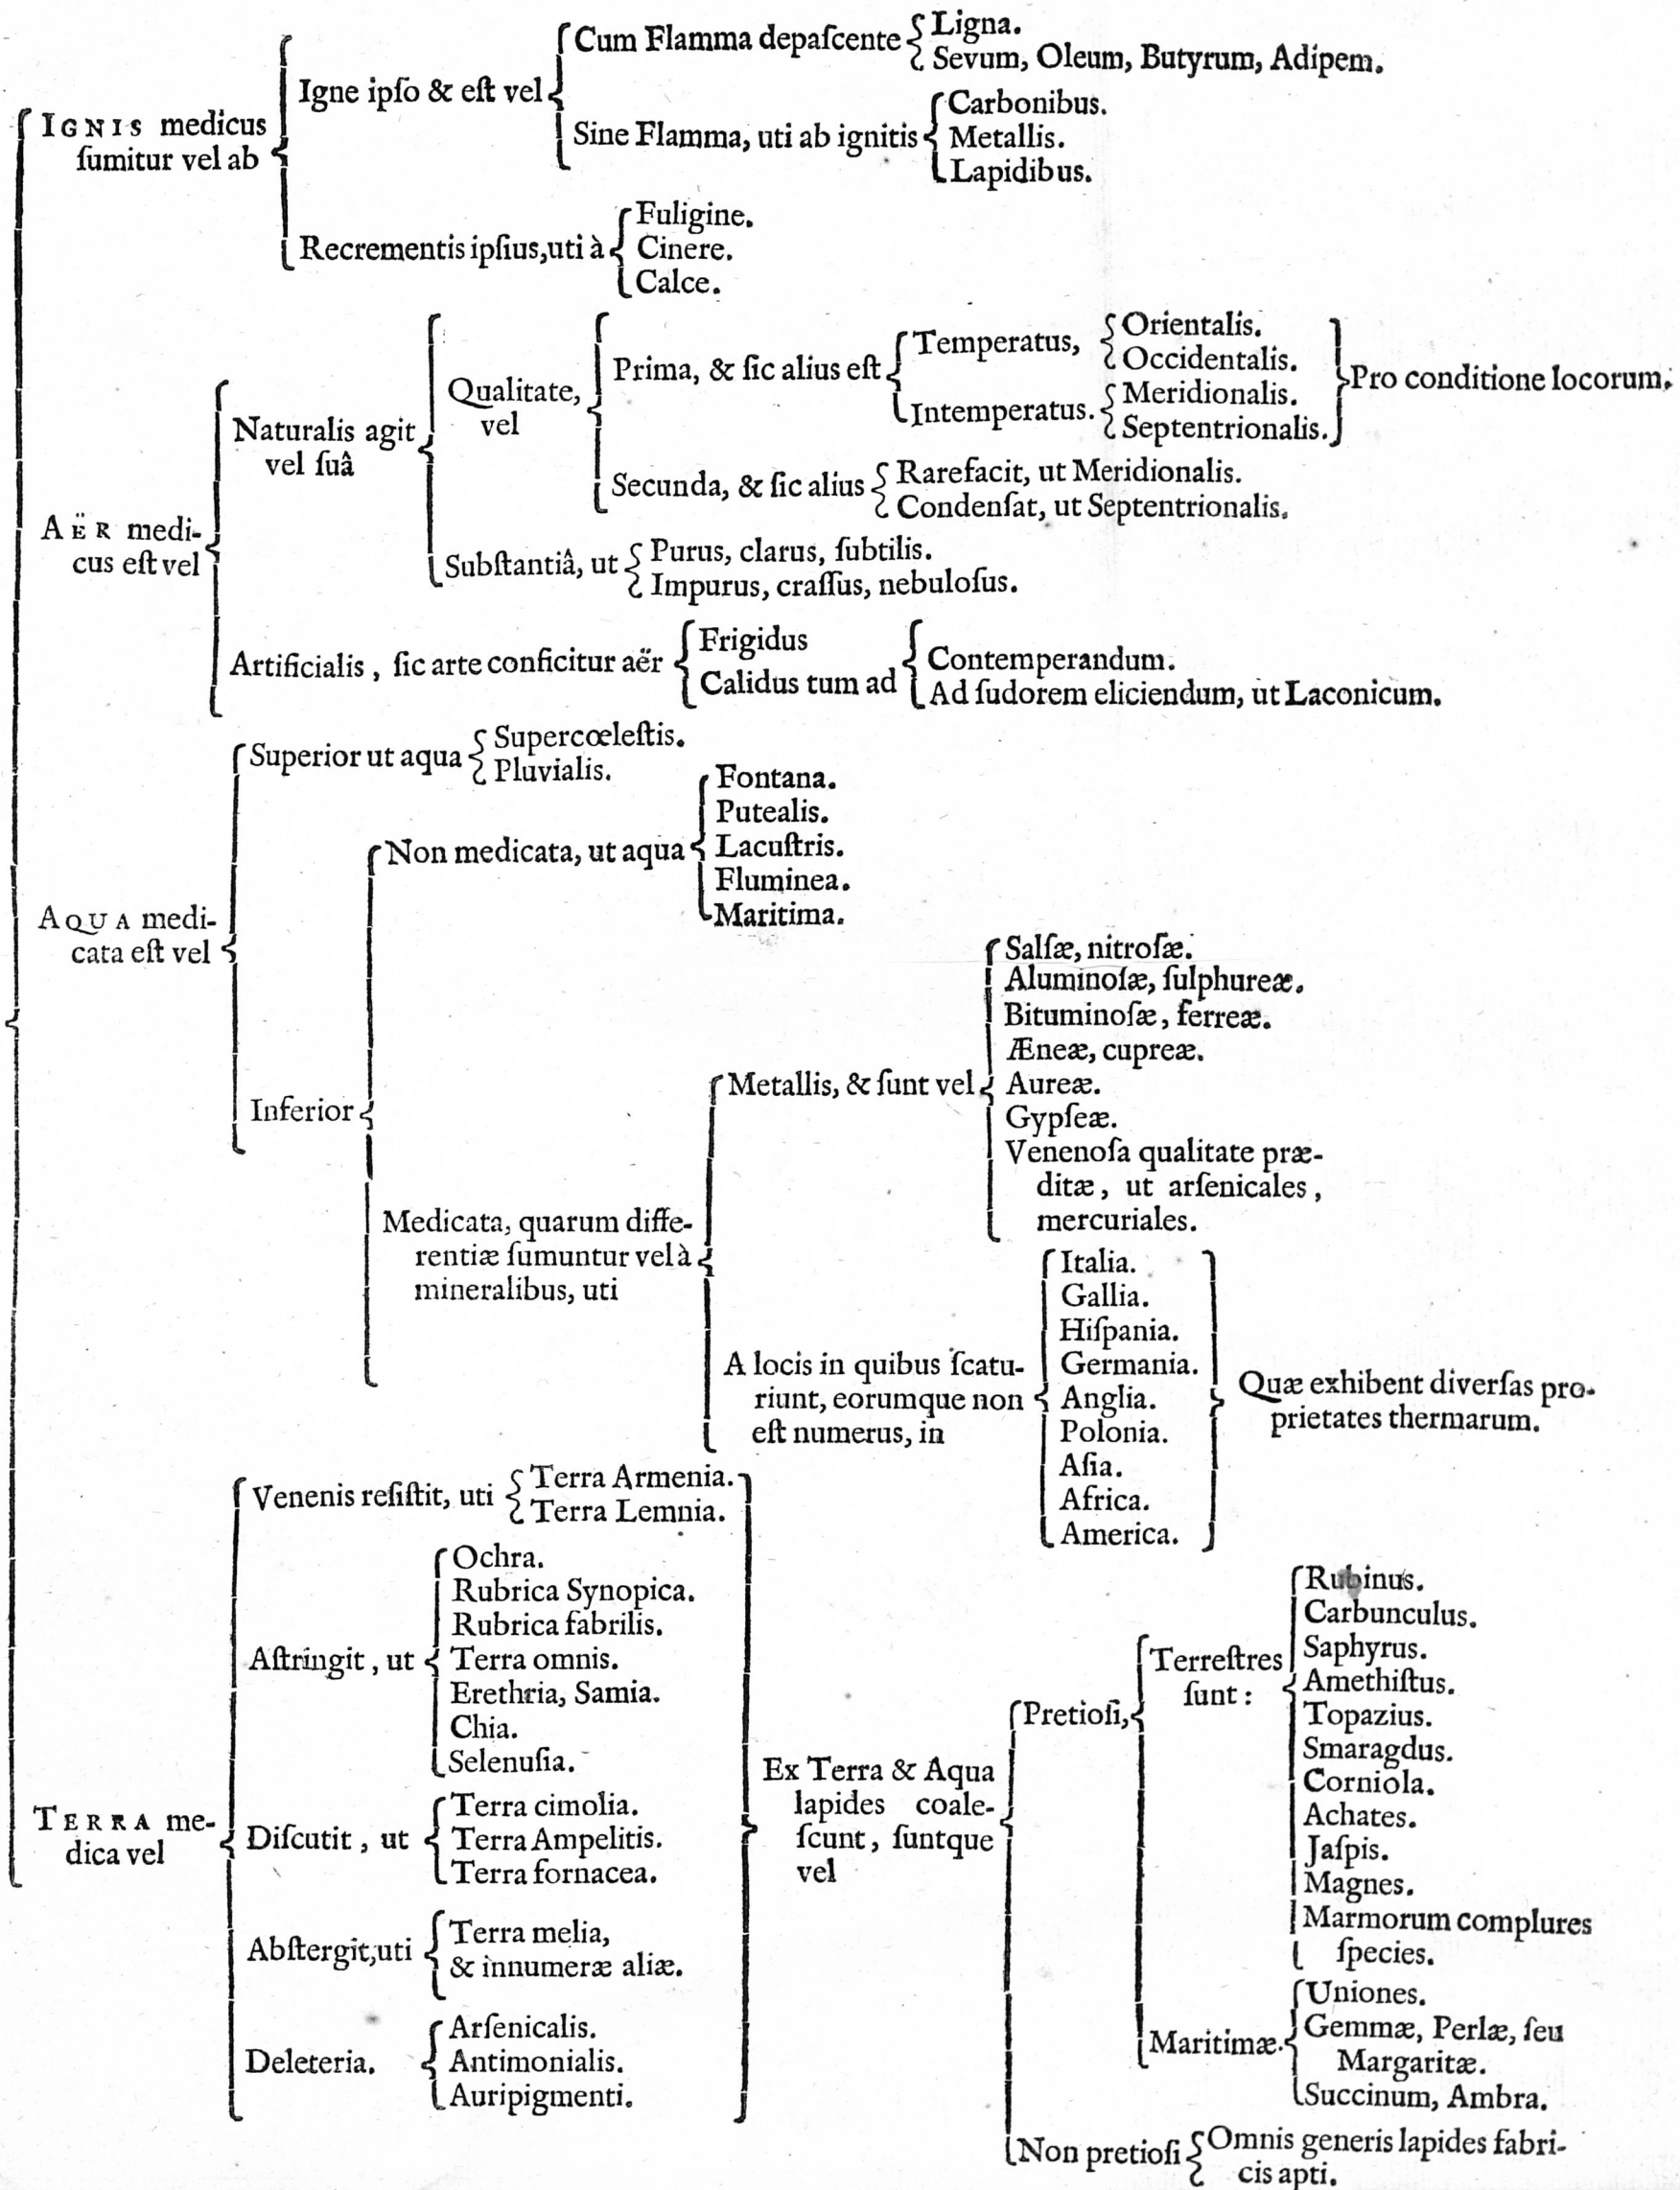 IGNIS medicus
ſumitur vel ab
Igne ipſo & eſt vel
Cum Flamma depaſcente
Ligna.
Sevum, Oleum, Butyrum, Adipem.
Sine Flamma, uti ab ignitis
Carbonibus.
Metallis.
Lapidibus.
Recrementis ipſius,uti à
Fuligine.
Cinere.
Calce.
AËR medi-
cus eſt vel
Naturalis agit
vel ſuâ
Qualitate,
vel
Prima, & ſic alius eſt
Temperatus,
Orientalis.
Occidentalis.
Intemperatus.
Meridionalis.
Septentrionalis.
Pro conditione locorum.
Secunda, & ſic alius
Rarefacit, ut Meridionalis.
Condenſat, ut Septentrionalis.
Subſtantiâ, ut
Purus, clarus, ſubtilis.
Impurus, craſſus, nebuloſus.
Artificialis, ſic arte conficitur aër
Frigidus
Calidus tum ad
Contemperandum.
Ad ſudorem eliciendum, ut Laconicum.
AQUA medi-
cata eſt vel
Superior ut aqua
Supercœleſtis.
Pluvialis.
Inferior
Non medicata, ut aqua
Fontana.
Putealis.
Lacuſtris.
Fluminea.
Maritima.
Medicata, quarum diffe-
rentiæ ſumuntur vel à
mineralibus, uti
Metallis, & ſunt vel
Salſæ, nitroſæ.
Aluminoſæ, ſulphureæ.
Bituminoſæ, ferreæ.
Æneæ, cupreæ.
Aureæ.
Gypſeæ.
Venenoſa qualitate præ-
ditæ, ut arſenicales,
mercuriales.
A locis in quibus ſcatu-
riunt, eorumque non
eſt numerus, in
Italia.
Gallia.
Hiſpania.
Germania.
Anglia.
Polonia.
Aſia.
Africa.
America.
Quæ exhibent diverſas pro-
prietates thermarum.
TERRA me-
dica vel
Venenis reſiſtit, uti
Terra Armenia.
Terra Lemnia.
Aſtringit, ut
Ochra.
Rubrica Synopica.
Rubrica fabrilis.
Terra omnis.
Erethria, Samia.
Chia.
Selenuſia.
Diſcutit, ut
Terra cimolia.
Terra Ampelitis.
Terra fornacea.
Abſtergit,uti
Terra melia,
& innumeræ aliæ.
Deleteria.
Arſenicalis.
Antimonialis.
Auripigmenti.
Ex Terra & Aqua
lapides coale-
ſcunt, ſuntque
vel
Pretioſi,
Terreſtres
ſunt:
Rubinus.
Carbunculus.
Saphyrus.
Amethiſtus.
Topazius.
Smaragdus.
Corniola.
Achates.
Jaſpis.
Magnes.
Marmorum complures
ſpecies.
Maritimæ.
Uniones.
Gemmæ, Perlæ, ſeu
Margaritæ.
Succinum, Ambra.
Non pretioſi
Omnis generis lapides fabri-
cis apti.